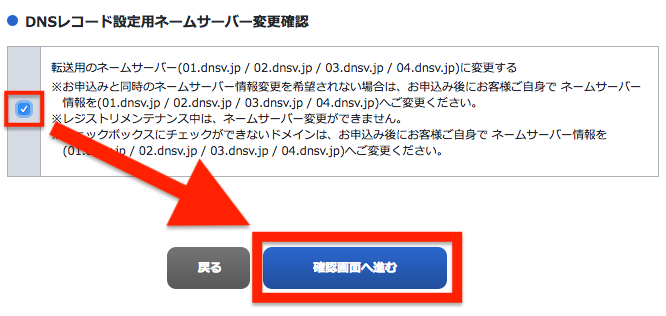 DNSレコード設定用ネームサーバー変更確認
転送用のネームサーバー(01.dnsv.jp / 02.dnsv.jp / 03.dnsv.jp / 04.dnsv.jp)に変更する
※お申込みと同時のネームサーバー情報変更を希望されない場合は、お申込み後にお客様ご自身で ネームサーバー
情報を(01.dnsv.jp / 02.dnsv.jp / 03.dnsv.jp / 04.dnsv.jp)へご変更ください。
※レジストリメンテナンス中は、ネームサーバー変更ができません。
ェックボックスにチェックができないドメインは、お申込み後にお客様ご自身で ネームサーバー情報を
(01.dnsv.jp / 02.dnsv.jp / 03.dnsv.jp / 04.dnsv.jp)へご変更ください。
戻る
確認画面へ進む